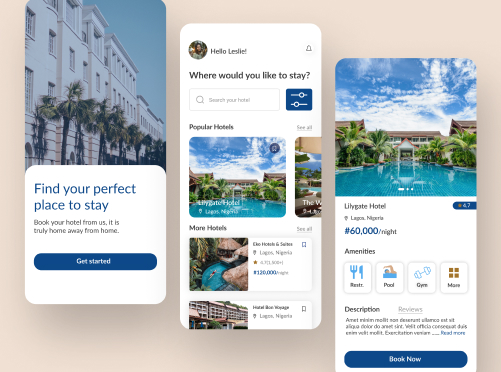 Find your perfect
place to stay
Book your hotel from us, it is
truly home away from home.
Get started
Hello Leslie!
Where would you like to stay?
Search your hotel
Popular Hotels
See all
Lilygate Hotel
Lagos, Nigeria
The W
More Hotels
See all
Eko Hotels & Suites
Lagos, Nigeria
4.7(1,500+)
#120,000/night
Hotel Bon Voyage
Lagos, Nigeria
Lilygate Hotel
4.7
Lagos, Nigeria
#60,000/night
Amenities
Restr.
Pool
Gym
More
Description
Reviews
Amet minim mollit non deserunt ullamco est sit
aliqua dolor do amet sint. Velit officia consequat duis
enim velit mollit. Exercitation veniam ...... Read more
Book Now